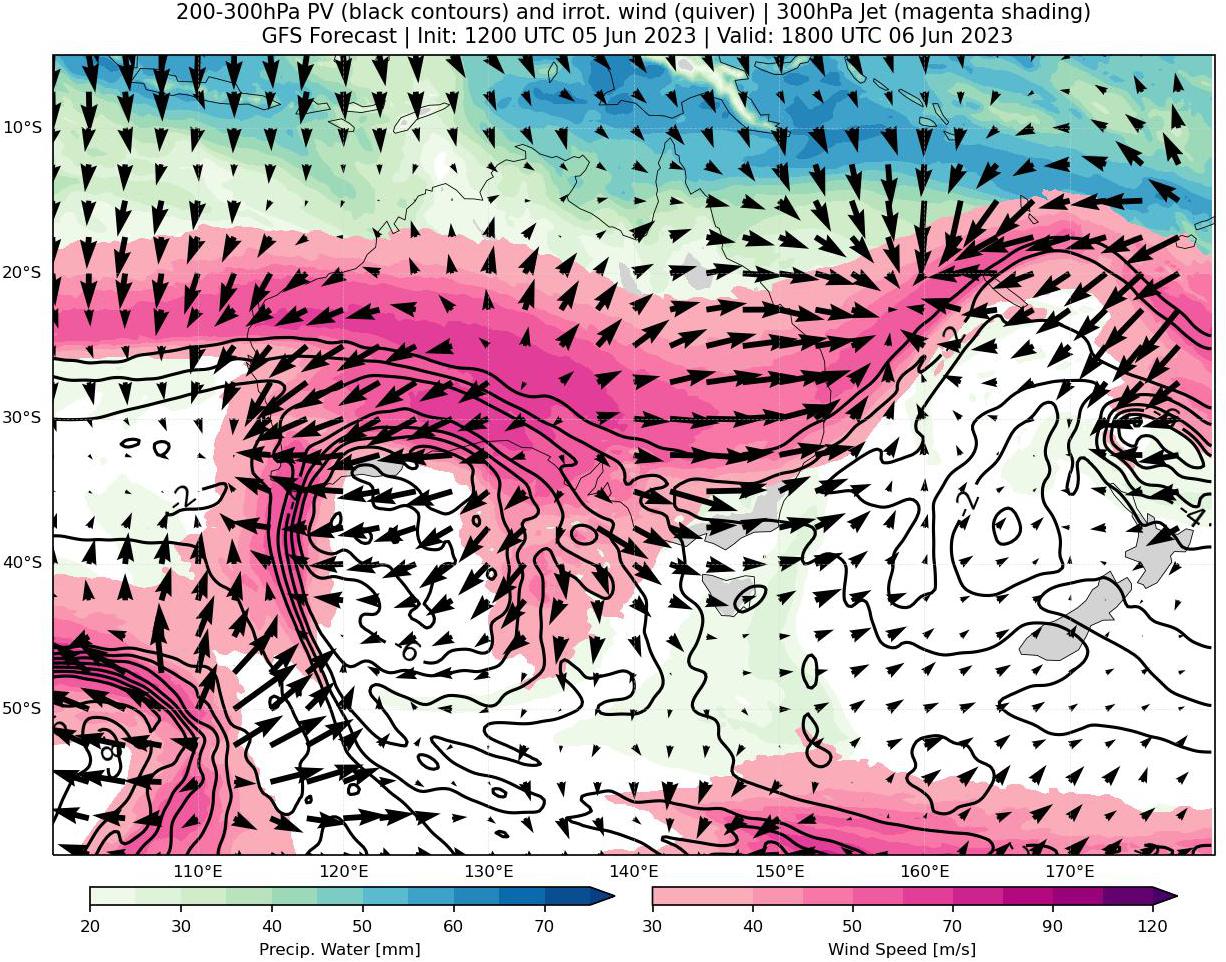 200-300hPa PV (black contours) and irrot. wind (quiver) | 300hPa Jet (magenta shading)
GFS Forecast | Init: 1200 UTC 05 Jun 2023 | Valid: 1800 UTC 06 Jun 2023
10°S
20°S
30°S
40°S
50°S
-2
-2
-2
-4
-6
-8
110°E 120°E 130°E 140°E 150°E 160°E 170°E
20 30 40 50 60 70
Precip. Water [mm]
30 40 50 70 90 120
Wind Speed [m/s]